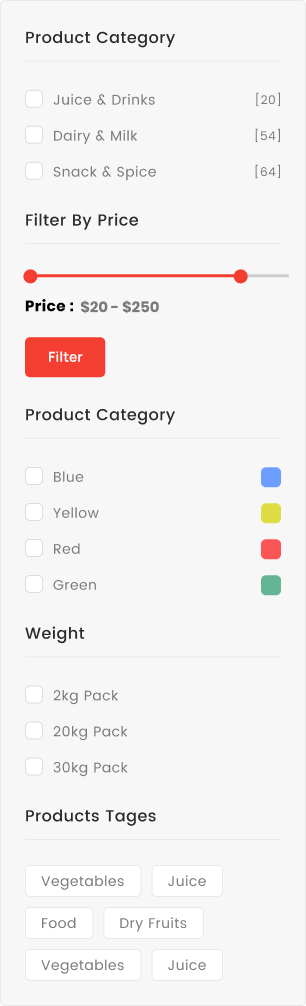 Product Category
Juice & Drinks [20]
Dairy & Milk [54]
Snack & Spice [64]
Filter By Price
Price : $20 - $250
Filter
Product Category
Blue
Yellow
Red
Green
Weight
2kg Pack
20kg Pack
30kg Pack
Products Tages
Vegetables Juice
Food Dry Fruits
Vegetables Juice